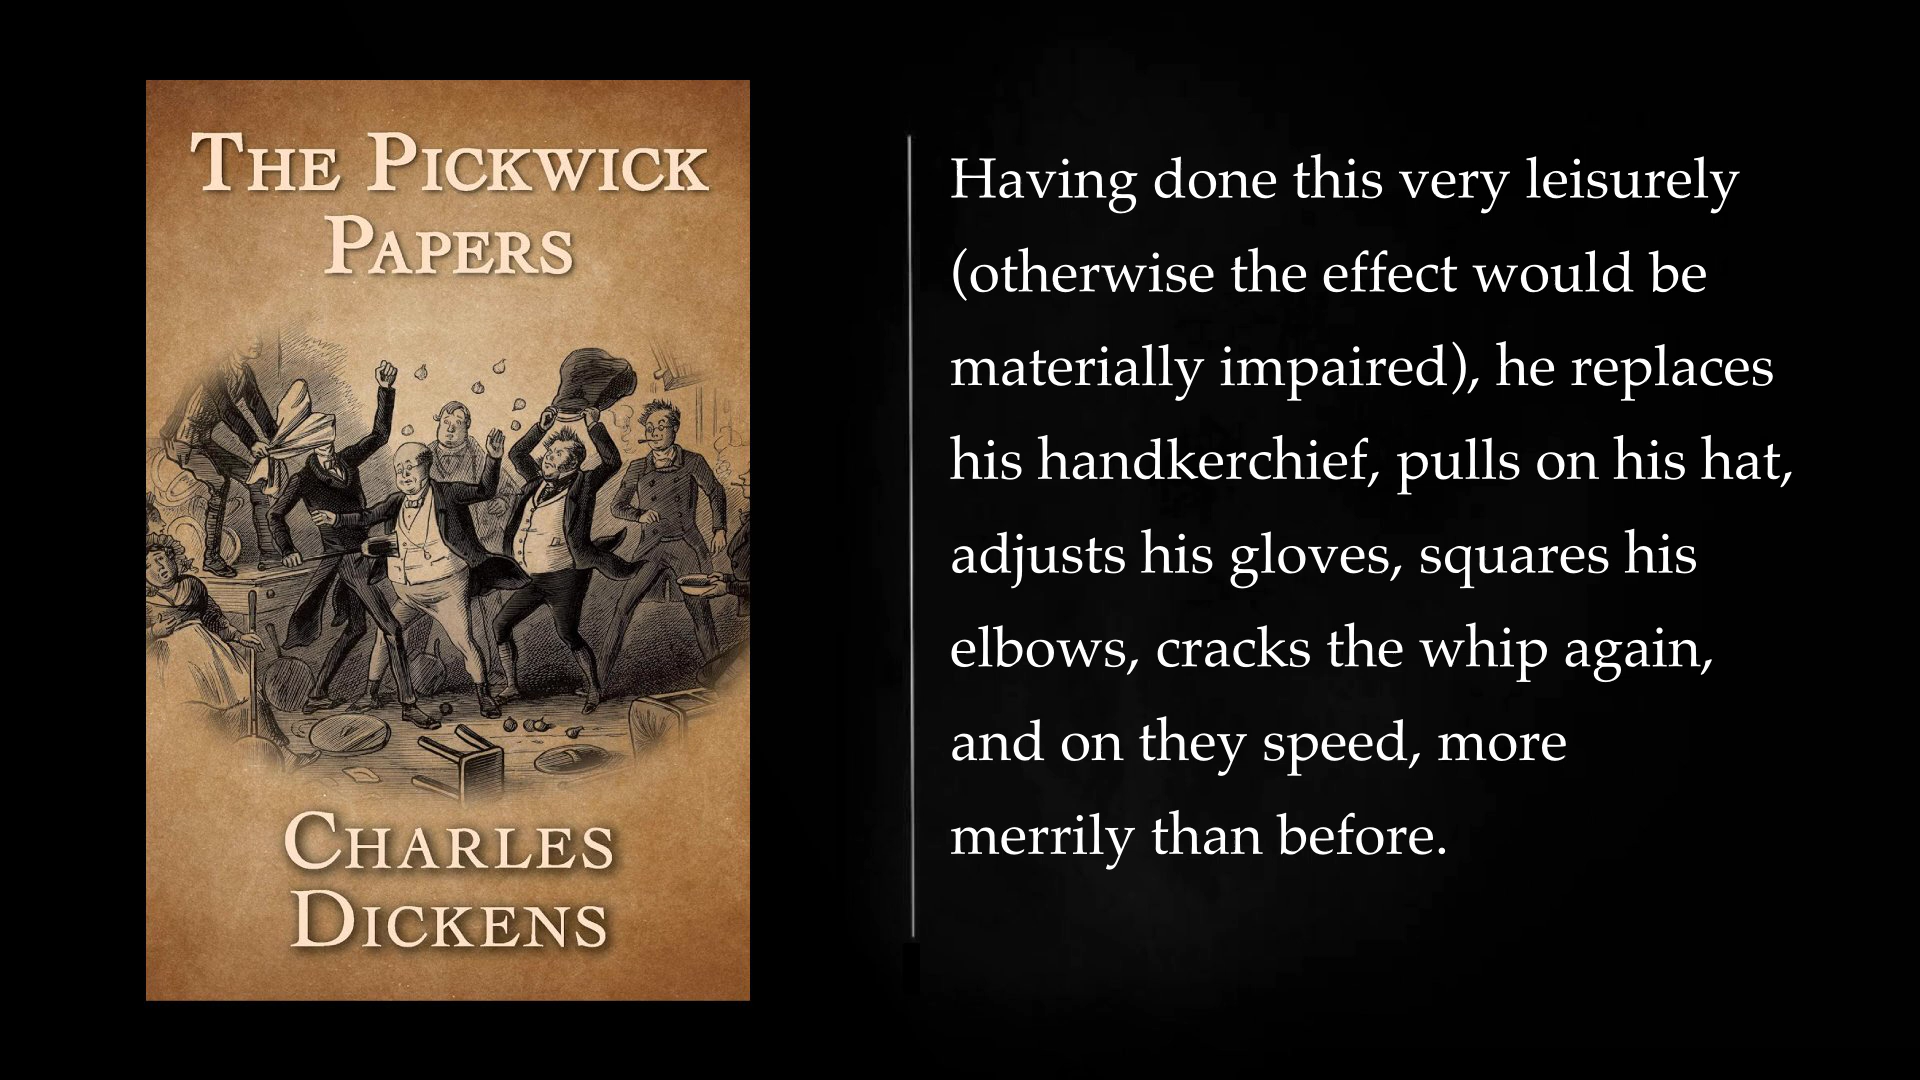 THE PICKWICK
PAPERS
CHARLES
DICKENS
Having done this very leisurely
(otherwise the effect would be
materially impaired), he replaces
his handkerchief, pulls on his hat,
adjusts his gloves, squares his
elbows, cracks the whip again,
and on they speed, more
merrily than before.